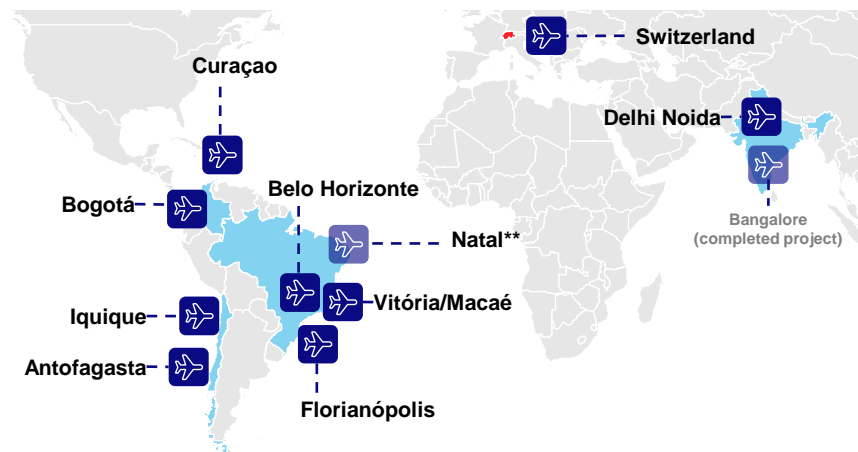 Switzerland
Curaçao
Delhi Noida
Belo Horizonte
Bogotá
Bangalore
(completed project)
Natal**
Vitória/Macaé
Iquique
Antofagasta
Florianópolis